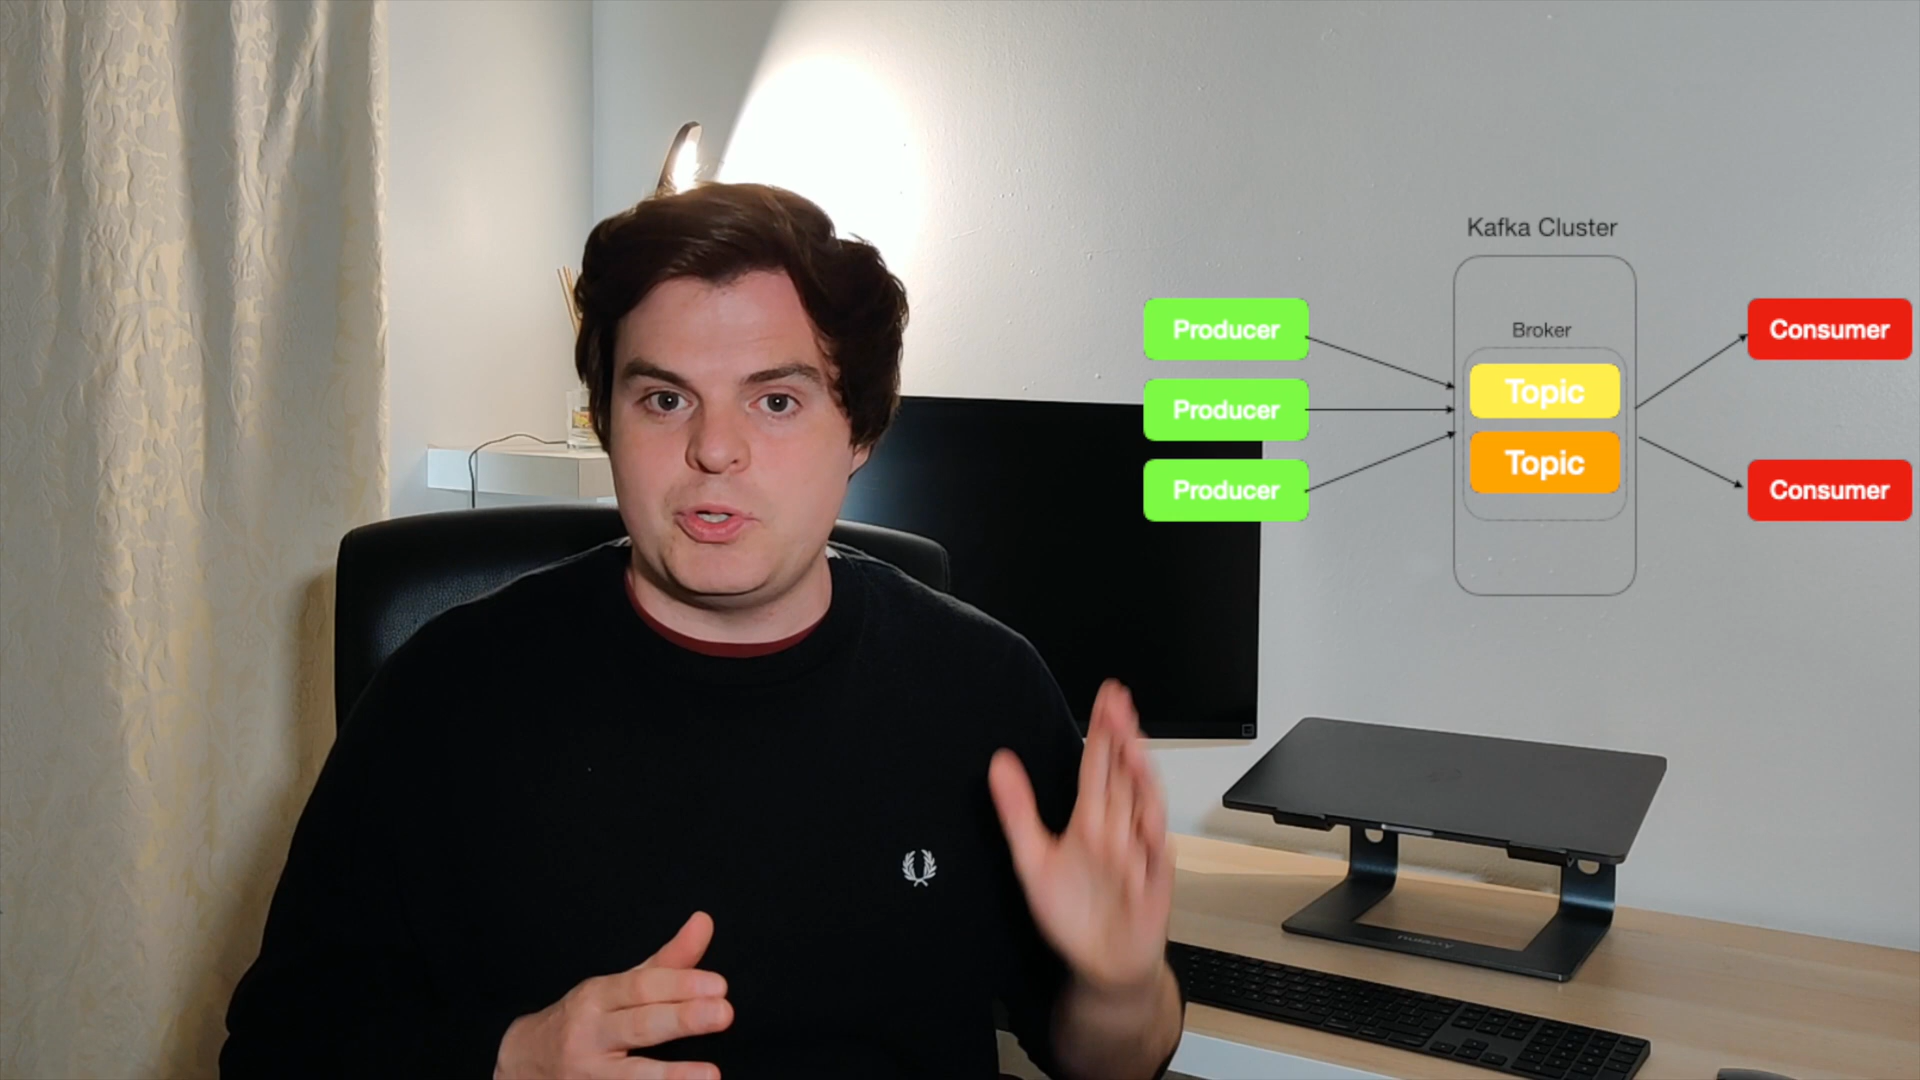 Kafka Cluster
Broker
Producer
Producer
Producer
Topic
Topic
Consumer
Consumer